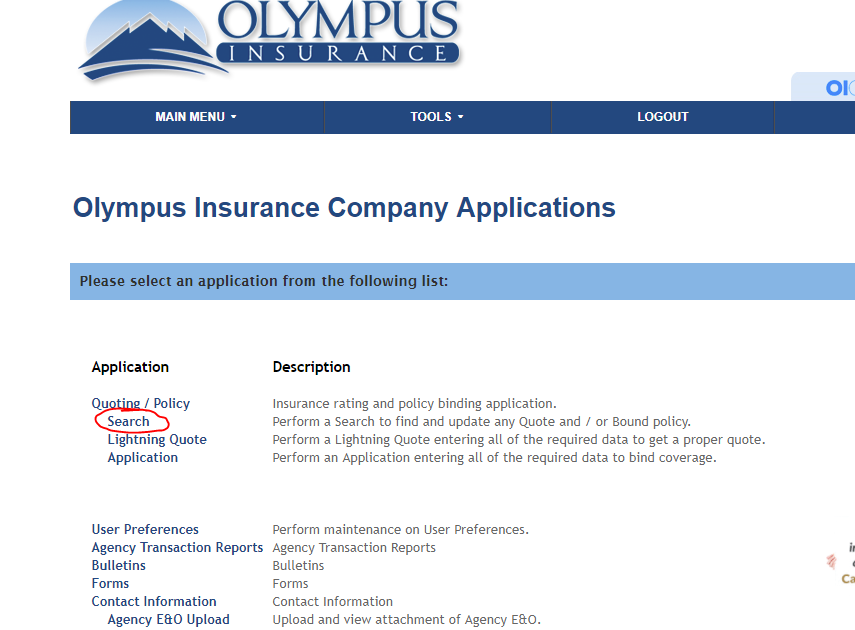 OLYMPUS
INSURANCE
MAIN MENU
TOOLS
LOGOUT
Olympus Insurance Company Applications
Please select an application from the following list:
Application Description
Quoting / Policy Insurance rating and policy binding application.
Search Perform a Search to find and update any Quote and / or Bound policy.
Lightning Quote Perform a Lightning Quote entering all of the required data to get a proper quote.
Application Perform an Application entering all of the required data to bind coverage.
User Preferences Perform maintenance on User Preferences.
Agency Transaction Reports Agency Transaction Reports
Bulletins Bulletins
Forms Forms
Contact Information Contact Information
Agency E&O Upload Upload and view attachment of Agency E&O.